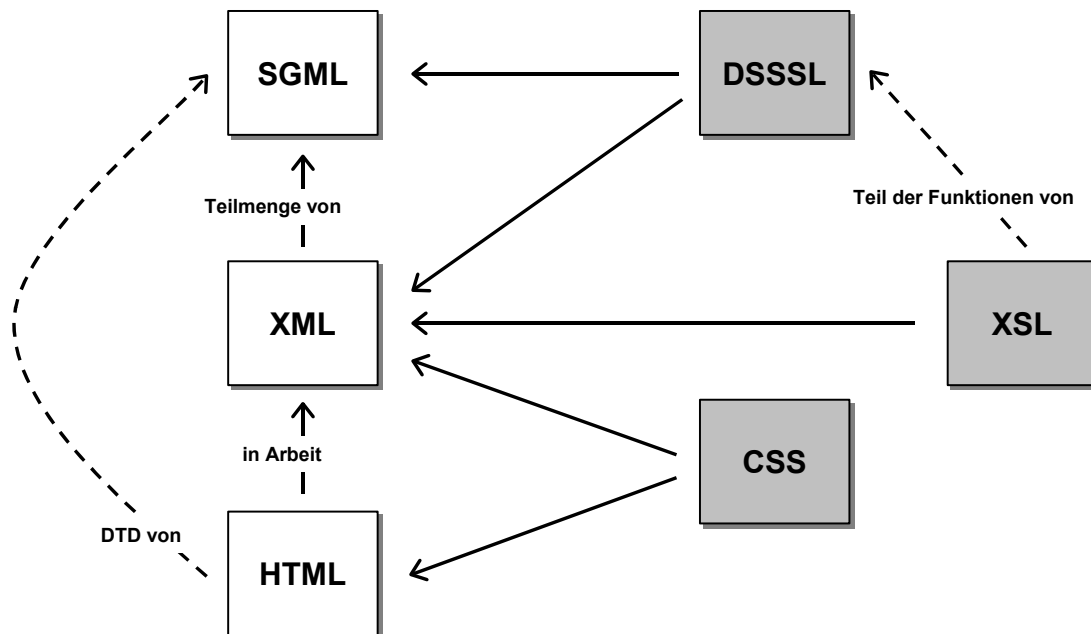 SGML
DSSSL
Teilmenge von
Teil der Funktionen von
XML
XSL
in Arbeit
CSS
DTD von
HTML